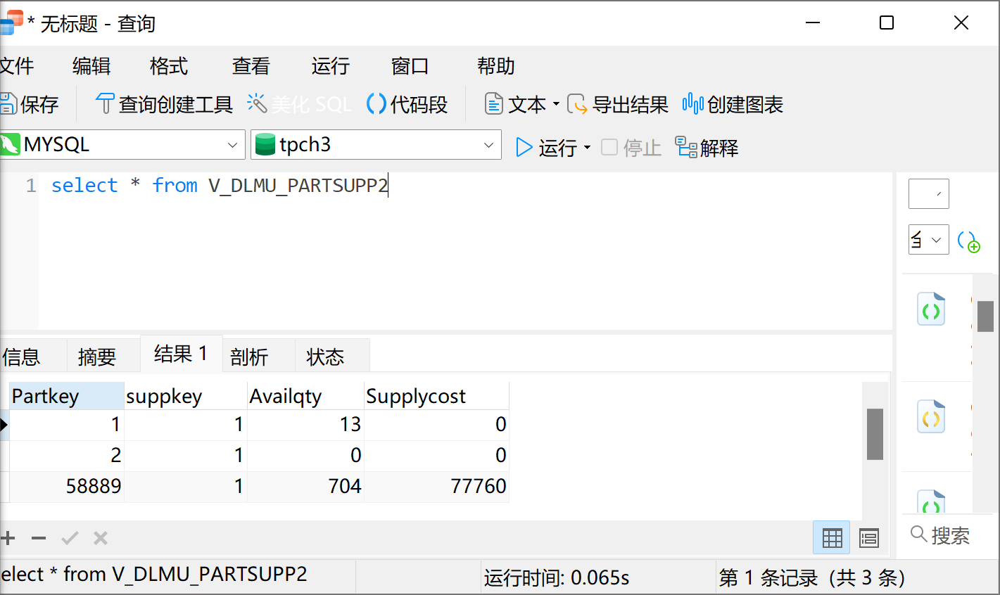 * 无标题 - 查询
文件 编辑 格式 查看 运行 窗口 帮助
保存 查询创建工具 美化 SQL 代码段 文本 导出结果 创建图表
MYSQL tpch3 运行 停止 解释
1 select * from V_DLMU_PARTSUPP2
信息 摘要 结果 1 剖析 状态
Partkey suppkey Availqty Supplycost
1 1 13 0
2 1 0 0
58889 1 704 77760
搜索
elect * from V_DLMU_PARTSUPP2 运行时间: 0.065s 第 1 条记录（共 3 条）